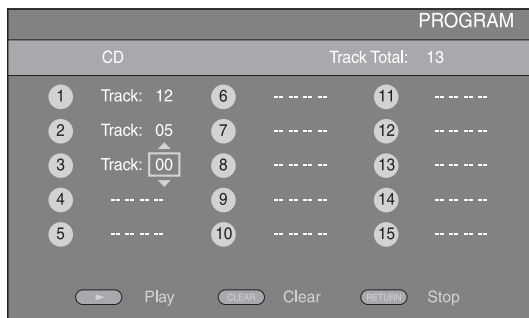 PROGRAM
CD Track Total: 13
1 Track: 12 6 -- -- -- -- 11 -- -- -- --
2 Track: 05 7 -- -- -- -- 12 -- -- -- --
3 Track: 00 8 -- -- -- -- 13 -- -- -- --
4 -- -- -- -- 9 -- -- -- -- 14 -- -- -- --
5 -- -- -- -- 10 -- -- -- -- 15 -- -- -- --
Play CLEAR Clear RETURN Stop